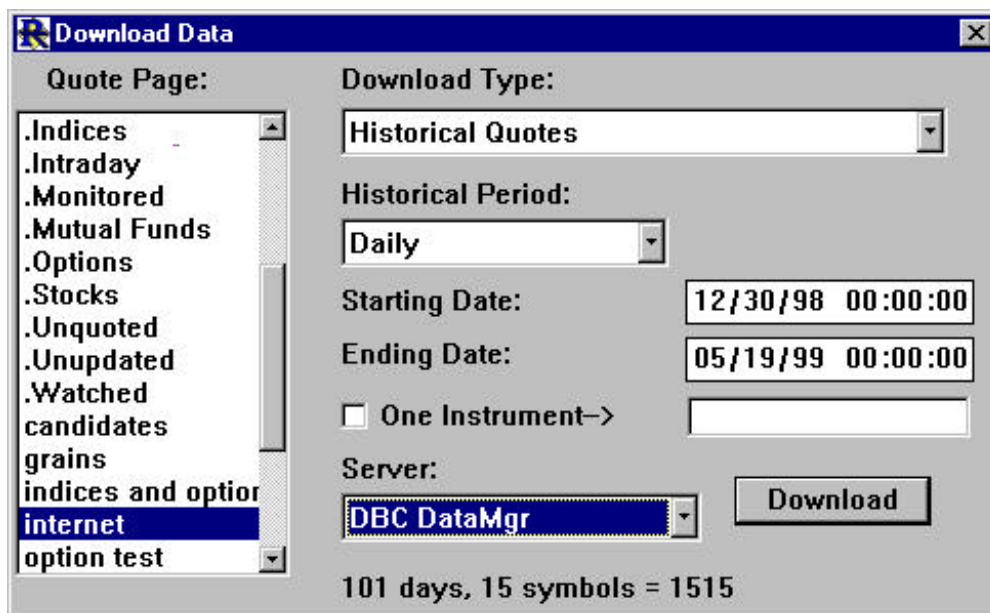 Download Data
Quote Page:
.Indices
.Intraday
.Monitored
.Mutual Funds
.Options
.Stocks
.Unquoted
.Unupdated
.Watched
candidates
grains
indices and option
internet
option test
Download Type:
Historical Quotes
Historical Period:
Daily
Starting Date: 12/30/98 00:00:00
Ending Date: 05/19/99 00:00:00
One Instrument-->
Server:
DBC DataMgr
Download
101 days, 15 symbols = 1515